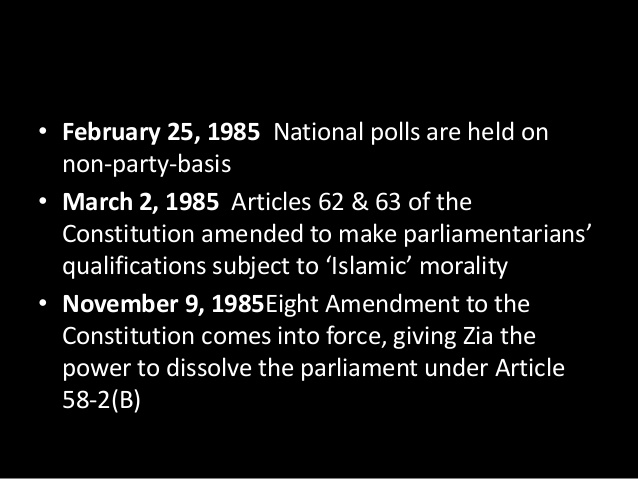 • February 25, 1985  National polls are held on
non-party-basis
• March 2, 1985  Articles 62 & 63 of the
Constitution amended to make parliamentarians’
qualifications subject to ‘Islamic’ morality
• November 9, 1985Eight Amendment to the
Constitution comes into force, giving Zia the
power to dissolve the parliament under Article
58-2(B)